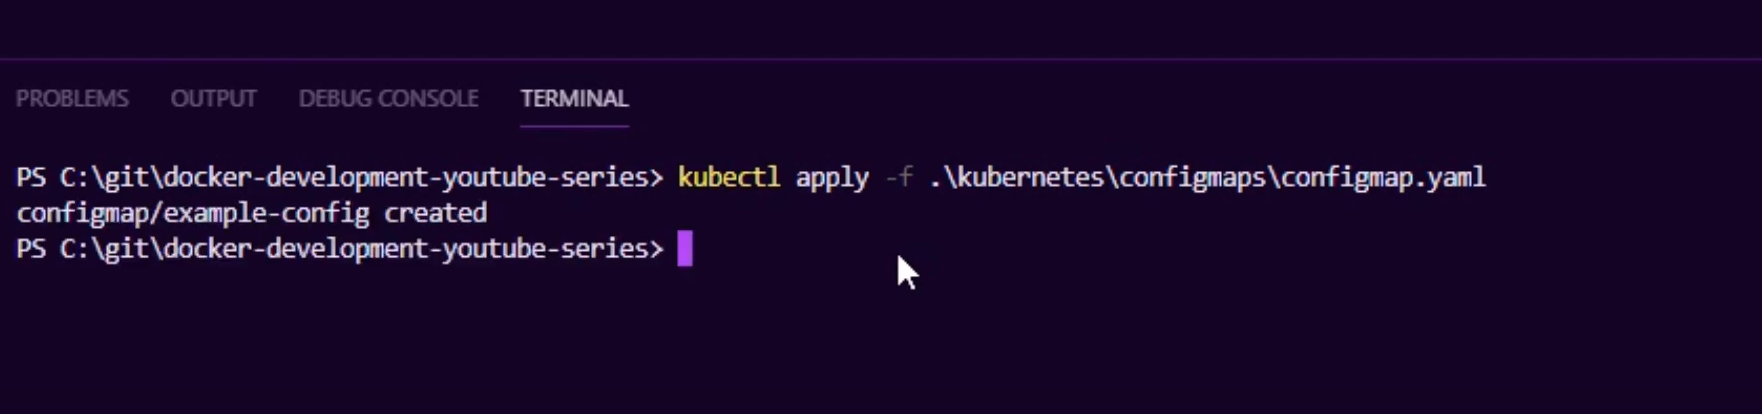 PROBLEMS OUTPUT DEBUG CONSOLE TERMINAL
PS C:\git\docker-development-youtube-series> kubectl apply -f .\kubernetes\configmaps\configmap.yaml
configmap/example-config created
PS C:\git\docker-development-youtube-series>